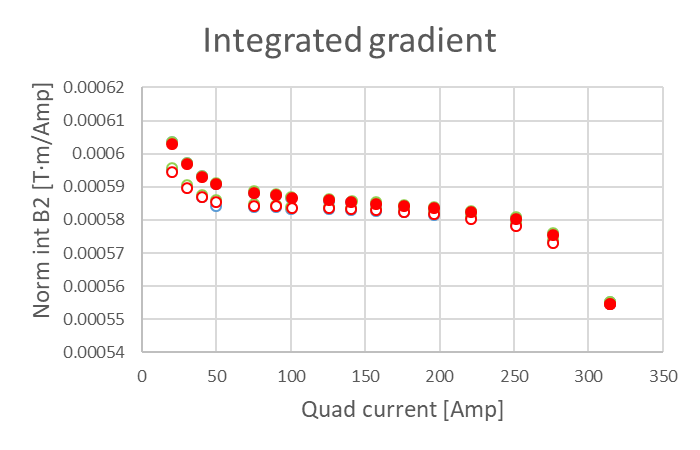 Integrated gradient
Norm int B2 [T·m/Amp]
0.00062
0.00061
0.0006
0.00059
0.00058
0.00057
0.00056
0.00055
0.00054
0 50 100 150 200 250 300 350
Quad current [Amp]